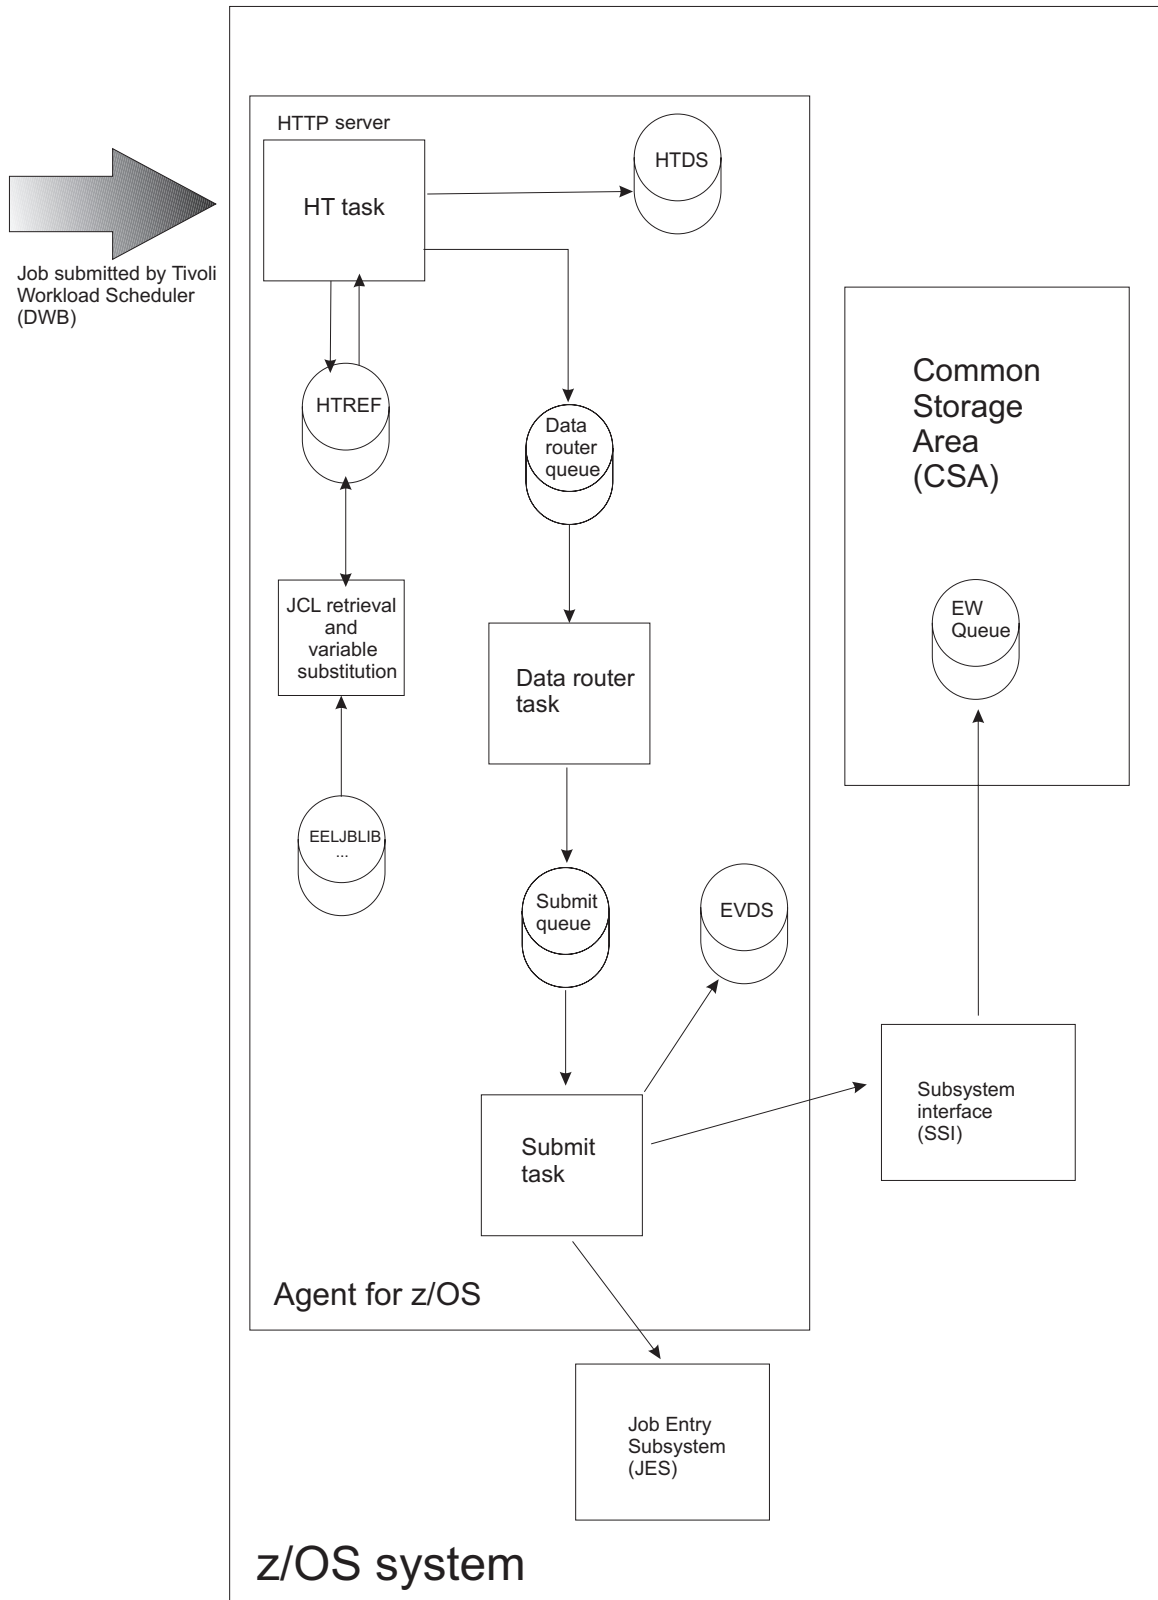 HTTP server
HT task
HTDS
Job submitted by Tivoli
Workload Scheduler
(DWB)
HTREF
Data
router
queue
Common
Storage
Area
(CSA)
JCL retrieval
and
variable
substitution
EW
Queue
Data router
task
EELJBLIB
...
Submit
queue
EVDS
Subsystem
interface
(SSI)
Submit
task
Agent for z/OS
Job Entry
Subsystem
(JES)
z/OS system